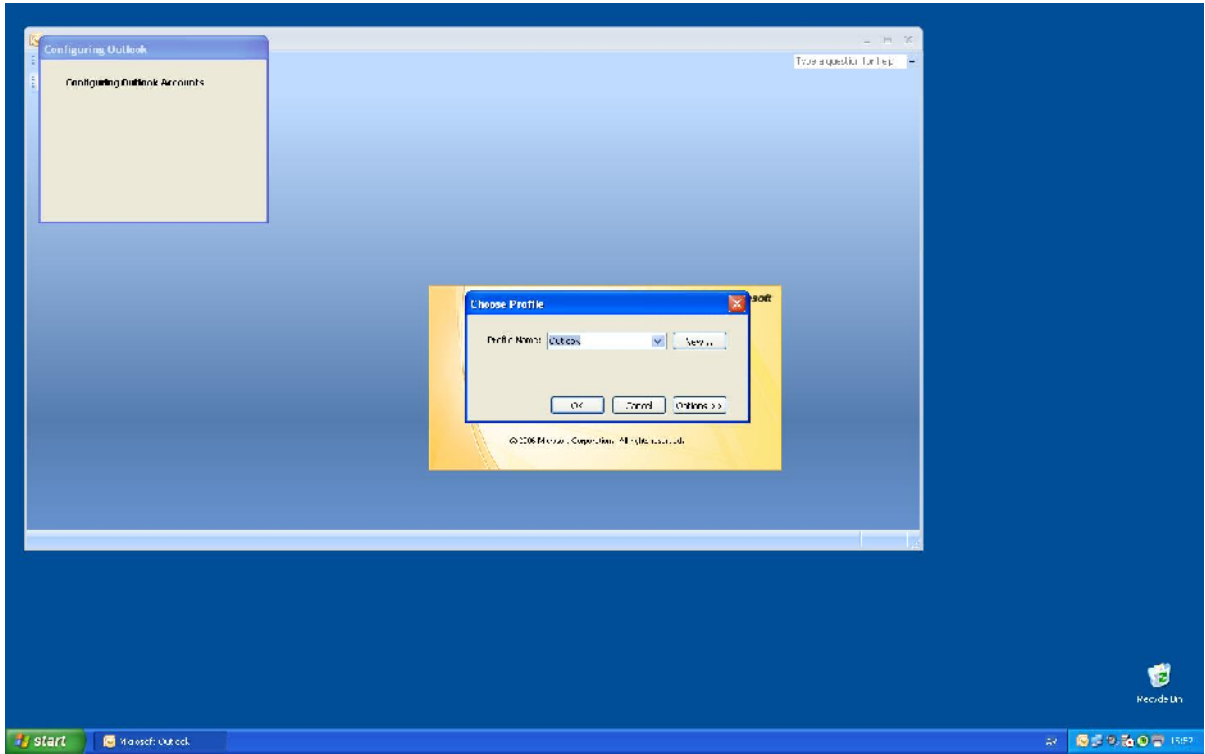 Configuring Outlook
Type a question for help
Configuring Outlook Accounts
soft
Choose Profile
Profile Name:
Outlook
New...
OK
Cancel
Options >>
© 2006 Microsoft Corporation. All rights reserved.
Recycle Bin
start
Microsoft Outlook